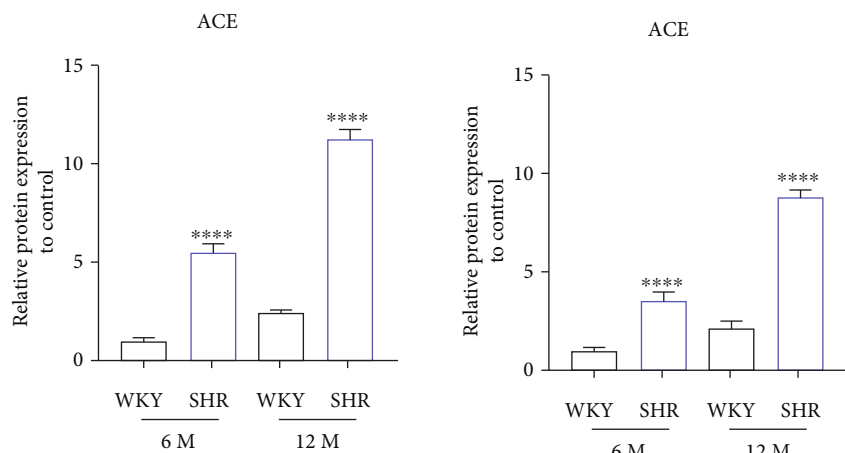 ACE
Relative protein expression
to control
15
10
5
0
****
****
WKY SHR WKY SHR
6 M 12 M
ACE
Relative protein expression
to control
15
10
5
0
****
****
WKY SHR WKY SHR
6 M 12 M